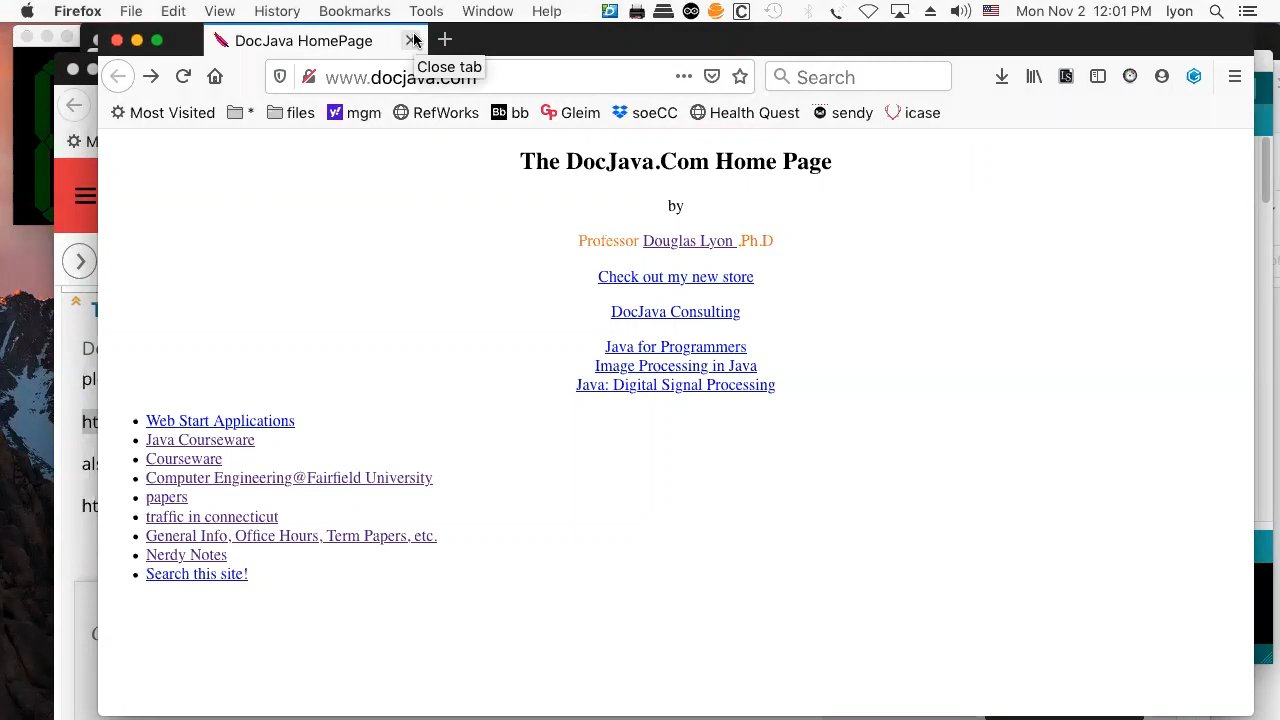 Firefox File Edit View History Bookmarks Tools Window Help Mon Nov 2 12:01 PM lyon
DocJava HomePage
Close tab
www.docjava.com Search
Most Visited * files mgm RefWorks bb Gleim soeCC Health Quest sendy icase
The DocJava.Com Home Page
by
Professor Douglas Lyon .Ph.D
Check out my new store
DocJava Consulting
Java for Programmers
Image Processing in Java
Java: Digital Signal Processing
Web Start Applications
Java Courseware
Courseware
Computer Engineering@Fairfield University
papers
traffic in connecticut
General Info, Office Hours, Term Papers, etc.
Nerdy Notes
Search this site!